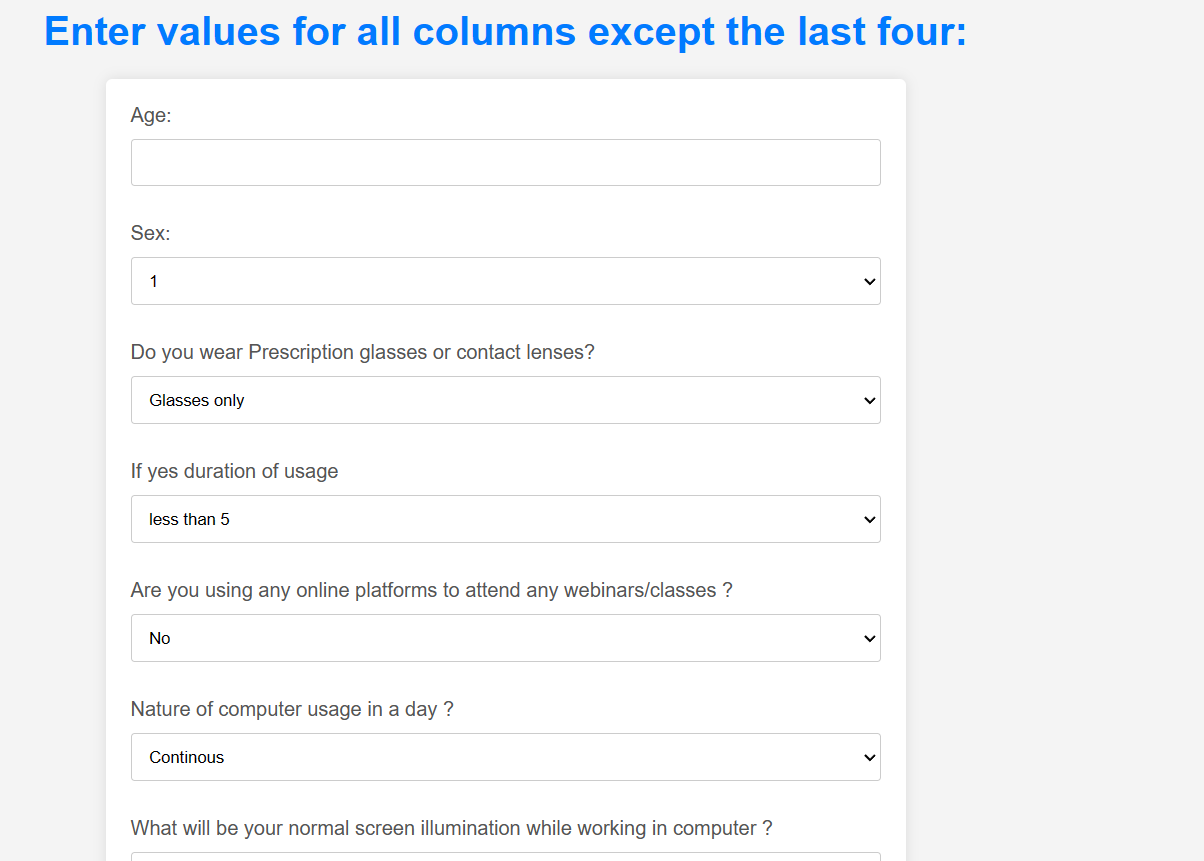 Enter values for all columns except the last four:
Age:
Sex:
1
Do you wear Prescription glasses or contact lenses?
Glasses only
If yes duration of usage
less than 5
Are you using any online platforms to attend any webinars/classes ?
No
Nature of computer usage in a day ?
Continous
What will be your normal screen illumination while working in computer ?